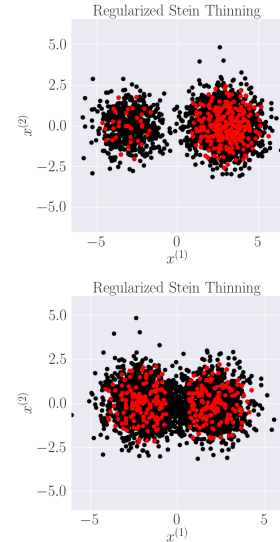 Regularized Stein Thinning
5.0
2.5
0.0
−2.5
−5.0
x^{(2)}
−5 0 5
x^{(1)}
Regularized Stein Thinning
5.0
2.5
0.0
−2.5
−5.0
x^{(2)}
−5 0 5
x^{(1)}